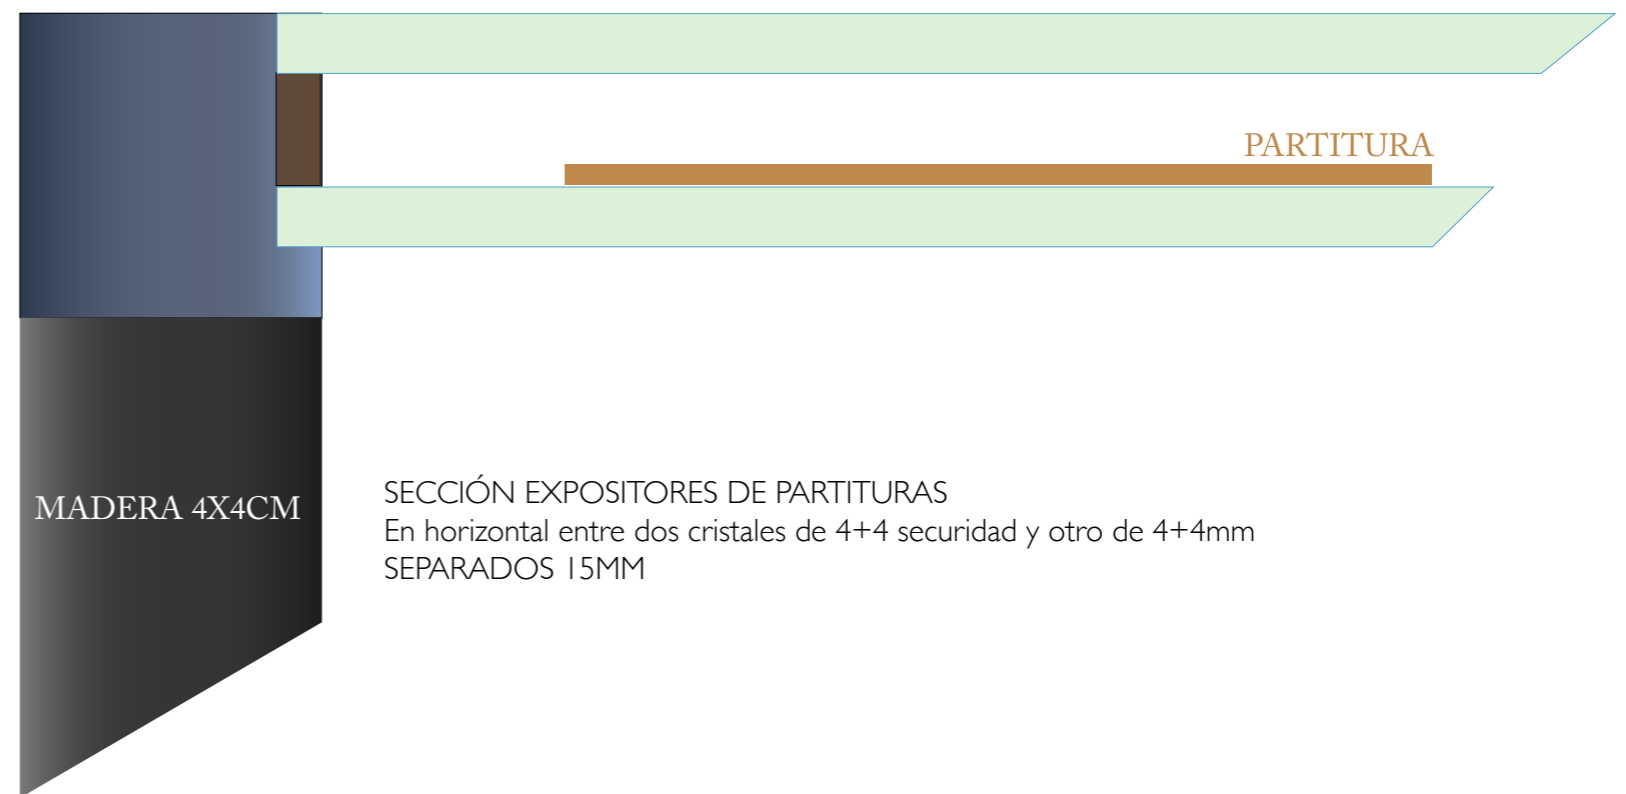 PARTITURA
MADERA 4X4CM
SECCIÓN EXPOSITORES DE PARTITURAS
En horizontal entre dos cristales de 4+4 securidad y otro de 4+4mm
SEPARADOS 15MM